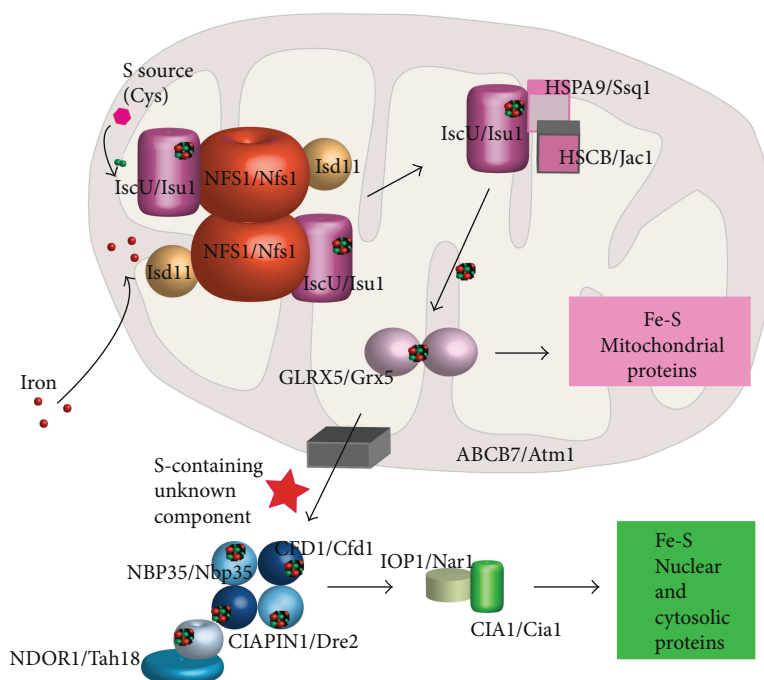 S source
(Cys)
HSPA9/Ssq1
IscU/Isu1
HSCB/Jac1
IscU/Isu1
NFS1/Nfs1
Isd11
NFS1/Nfs1
Isd11
IscU/Isu1
Iron
GLRX5/Grx5
Fe-S
Mitochondrial
proteins
ABCB7/Atm1
S-containing
unknown
component
CFD1/Cfd1
NBP35/Nbp35
IOP1/Nar1
CIAPIN1/Dre2
CIA1/Cia1
NDOR1/Tah18
Fe-S
Nuclear
and
cytosolic
proteins